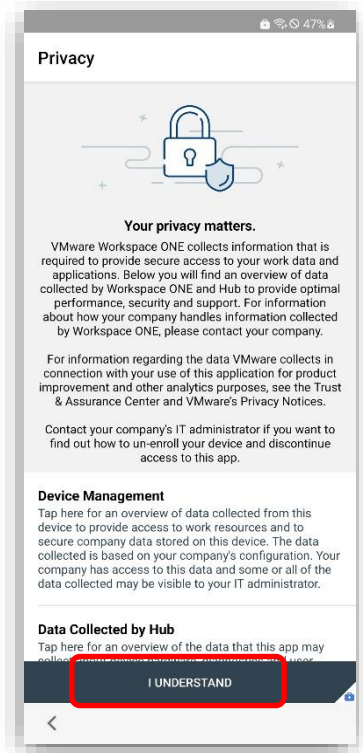 47%
Privacy
Your privacy matters.
VMware Workspace ONE collects information that is
required to provide secure access to your work data and
applications. Below you will find an overview of data
collected by Workspace ONE and Hub to provide optimal
performance, security and support. For information
about how your company handles information collected
by Workspace ONE, please contact your company.
For information regarding the data VMware collects in
connection with your use of this application for product
improvement and other analytics purposes, see the Trust
& Assurance Center and VMware's Privacy Notices.
Contact your company's IT administrator if you want to
find out how to un-enroll your device and discontinue
access to this app.
Device Management
Tap here for an overview of data collected from this
device to provide access to work resources and to
secure company data stored on this device. The data
collected is based on your company's configuration. Your
company has access to this data and some or all of the
data collected may be visible to your IT administrator.
Data Collected by Hub
Tap here for an overview of the data that this app may
I UNDERSTAND